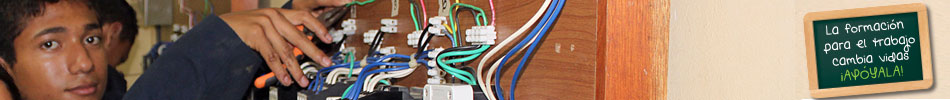 La formación
para el trabajo
cambia vidas
¡APÓYALA!